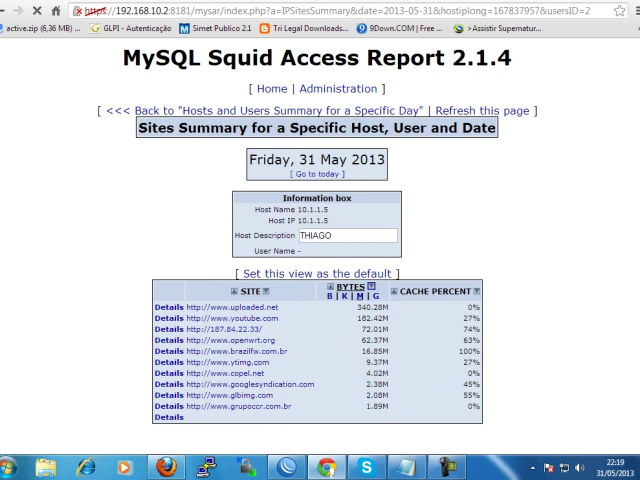 https://192.168.10.2:8181/mysar/index.php?a=IPSitesSummary&date=2013-05-31&hostiplong=167837957&usersID=2
active.zip (6,36 MB) ... GLPI - Autenticação Simet Publico 2.1 Tri Legal Downloads... 9Down.COM | Free ... >Assistir Supernatur...
MySQL Squid Access Report 2.1.4
[ Home | Administration ]
[ <<< Back to "Hosts and Users Summary for a Specific Day" | Refresh this page ]
Sites Summary for a Specific Host, User and Date
Friday, 31 May 2013
[ Go to today ]
Information box
Host Name 10.1.1.5
Host IP 10.1.1.5
Host Description THIAGO
User Name -
[ Set this view as the default ]
SITE BYTES CACHE PERCENT
B | K | M | G
Details http://www.uploaded.net 340.28M 0%
Details http://www.youtube.com 182.42M 27%
Details http://187.84.22.33/ 72.01M 74%
Details http://www.openwrt.org 62.37M 63%
Details http://www.brazilfw.com.br 16.85M 100%
Details http://www.ytimg.com 9.37M 27%
Details http://www.copel.net 4.02M 0%
Details http://www.googlesyndication.com 2.38M 45%
Details http://www.glbimg.com 2.08M 55%
Details http://www.grupoccr.com.br 1.89M 0%
Details
22:19
31/05/2013